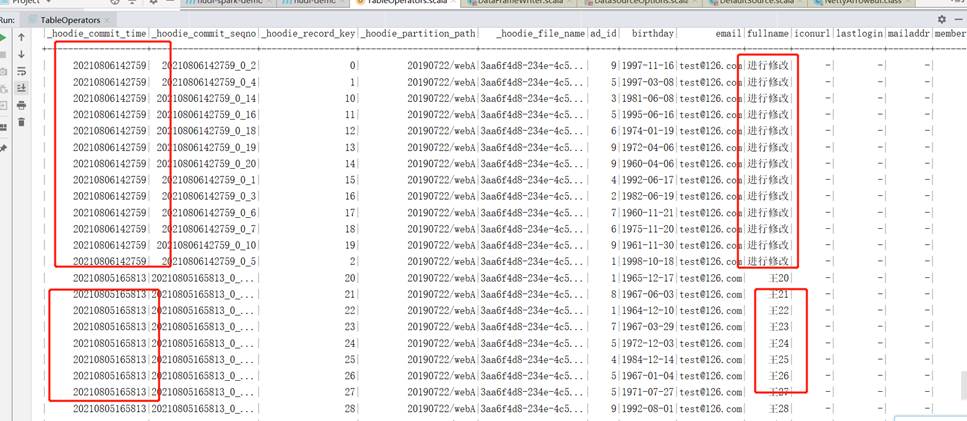 Project
hudi-spark-demo
hudi-demo
TableOperators.scala
DataFrameWriter.scala
DataSourceOptions.scala
DefaultSource.scala
NettyArrowBuf.class
Run:
TableOperators
_hoodie_commit_time|_hoodie_commit_seqno|_hoodie_record_key|_hoodie_partition_path|_hoodie_file_name|ad_id| birthday| email|fullname|iconurl|lastlogin|mailaddr|member
| 20210806142759| 20210806142759_0_2| 0| 20190722/webA|3aa6f4d8-234e-4c5...| 9|1997-11-16|test@126.com|进行修改| -| -| -|
| 20210806142759| 20210806142759_0_4| 1| 20190722/webA|3aa6f4d8-234e-4c5...| 5|1997-03-08|test@126.com|进行修改| -| -| -|
| 20210806142759| 20210806142759_0_14| 10| 20190722/webA|3aa6f4d8-234e-4c5...| 3|1981-06-08|test@126.com|进行修改| -| -| -|
| 20210806142759| 20210806142759_0_16| 11| 20190722/webA|3aa6f4d8-234e-4c5...| 5|1995-06-16|test@126.com|进行修改| -| -| -|
| 20210806142759| 20210806142759_0_18| 12| 20190722/webA|3aa6f4d8-234e-4c5...| 6|1974-01-19|test@126.com|进行修改| -| -| -|
| 20210806142759| 20210806142759_0_19| 13| 20190722/webA|3aa6f4d8-234e-4c5...| 9|1972-04-06|test@126.com|进行修改| -| -| -|
| 20210806142759| 20210806142759_0_20| 14| 20190722/webA|3aa6f4d8-234e-4c5...| 9|1960-04-06|test@126.com|进行修改| -| -| -|
| 20210806142759| 20210806142759_0_1| 15| 20190722/webA|3aa6f4d8-234e-4c5...| 4|1992-06-17|test@126.com|进行修改| -| -| -|
| 20210806142759| 20210806142759_0_3| 16| 20190722/webA|3aa6f4d8-234e-4c5...| 2|1982-06-19|test@126.com|进行修改| -| -| -|
| 20210806142759| 20210806142759_0_6| 17| 20190722/webA|3aa6f4d8-234e-4c5...| 7|1960-11-21|test@126.com|进行修改| -| -| -|
| 20210806142759| 20210806142759_0_7| 18| 20190722/webA|3aa6f4d8-234e-4c5...| 6|1975-11-20|test@126.com|进行修改| -| -| -|
| 20210806142759| 20210806142759_0_10| 19| 20190722/webA|3aa6f4d8-234e-4c5...| 9|1961-11-30|test@126.com|进行修改| -| -| -|
| 20210806142759| 20210806142759_0_5| 2| 20190722/webA|3aa6f4d8-234e-4c5...| 1|1998-10-18|test@126.com|进行修改| -| -| -|
| 20210805165813|20210805165813_0_...| 20| 20190722/webA|3aa6f4d8-234e-4c5...| 1|1965-12-17|test@126.com| 王20| -| -| -|
| 20210805165813|20210805165813_0_...| 21| 20190722/webA|3aa6f4d8-234e-4c5...| 8|1967-06-03|test@126.com| 王21| -| -| -|
| 20210805165813|20210805165813_0_...| 22| 20190722/webA|3aa6f4d8-234e-4c5...| 1|1964-12-10|test@126.com| 王22| -| -| -|
| 20210805165813|20210805165813_0_...| 23| 20190722/webA|3aa6f4d8-234e-4c5...| 7|1967-03-29|test@126.com| 王23| -| -| -|
| 20210805165813|20210805165813_0_...| 24| 20190722/webA|3aa6f4d8-234e-4c5...| 5|1972-12-03|test@126.com| 王24| -| -| -|
| 20210805165813|20210805165813_0_...| 25| 20190722/webA|3aa6f4d8-234e-4c5...| 4|1984-12-14|test@126.com| 王25| -| -| -|
| 20210805165813|20210805165813_0_...| 26| 20190722/webA|3aa6f4d8-234e-4c5...| 5|1967-01-04|test@126.com| 王26| -| -| -|
| 20210805165813|20210805165813_0_...| 27| 20190722/webA|3aa6f4d8-234e-4c5...| 5|1971-07-27|test@126.com| 王27| -| -| -|
| 20210805165813|20210805165813_0_...| 28| 20190722/webA|3aa6f4d8-234e-4c5...| 9|1992-08-01|test@126.com| 王28| -| -| -|